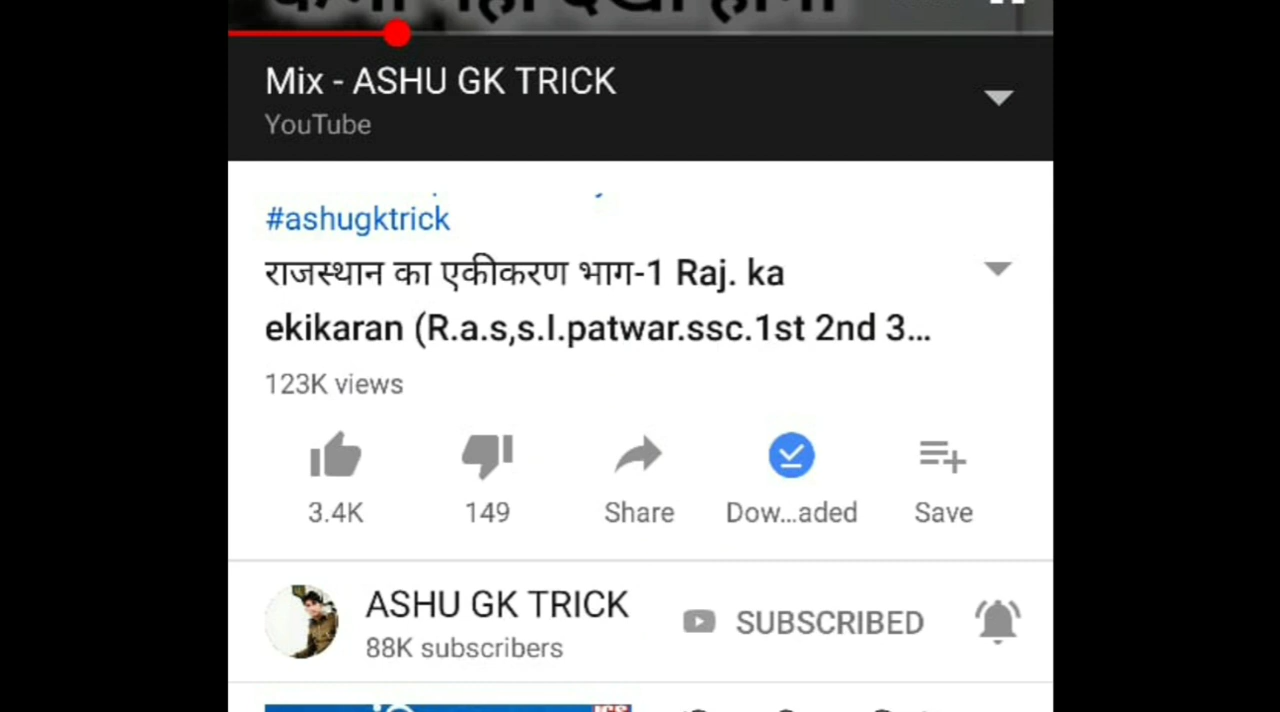 Mix - ASHU GK TRICK
YouTube
#ashugktrick
राजस्थान का एकीकरण भाग-1 Raj. ka
ekikaran (R.a.s,s.I.patwar.ssc.1st 2nd 3...
123K views
3.4K 149 Share Dow...aded Save
ASHU GK TRICK SUBSCRIBED
88K subscribers